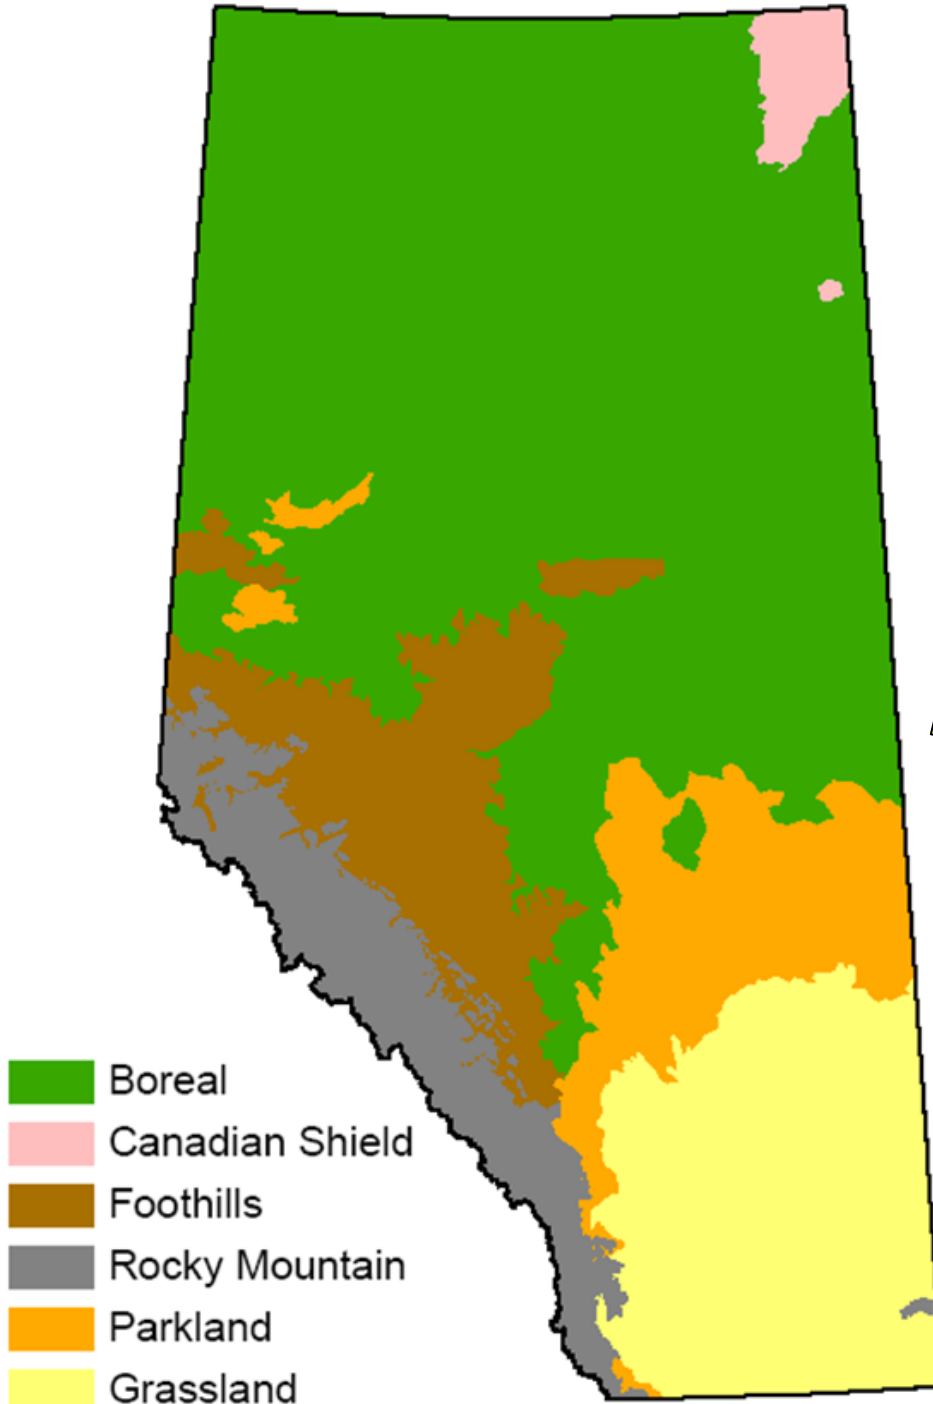 Boreal
Canadian Shield
Foothills
Rocky Mountain
Parkland
Grassland